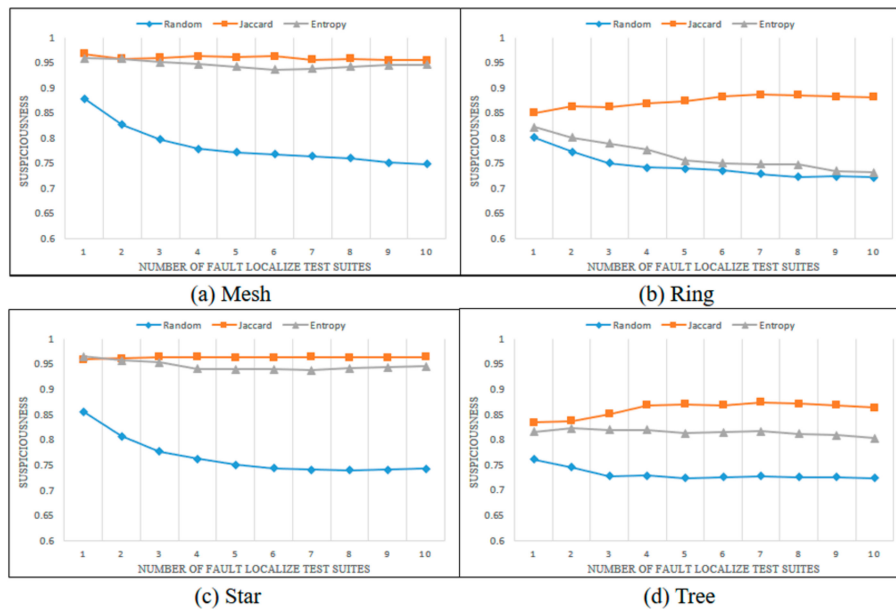 Random Jaccard Entropy
1
0.95
0.9
0.85
0.8
0.75
0.7
0.65
0.6
SUSPICIOUSNESS
1 2 3 4 5 6 7 8 9 10
NUMBER OF FAULT LOCALIZE TEST SUITES
(a) Mesh
Random Jaccard Entropy
1
0.95
0.9
0.85
0.8
0.75
0.7
0.65
0.6
SUSPICIOUSNESS
1 2 3 4 5 6 7 8 9 10
NUMBER OF FAULT LOCALIZE TEST SUITES
(b) Ring
Random Jaccard Entropy
1
0.95
0.9
0.85
0.8
0.75
0.7
0.65
0.6
SUSPICIOUSNESS
1 2 3 4 5 6 7 8 9 10
NUMBER OF FAULT LOCALIZE TEST SUITES
(c) Star
Random Jaccard Entropy
1
0.95
0.9
0.85
0.8
0.75
0.7
0.65
0.6
SUSPICIOUSNESS
1 2 3 4 5 6 7 8 9 10
NUMBER OF FAULT LOCALIZE TEST SUITES
(d) Tree